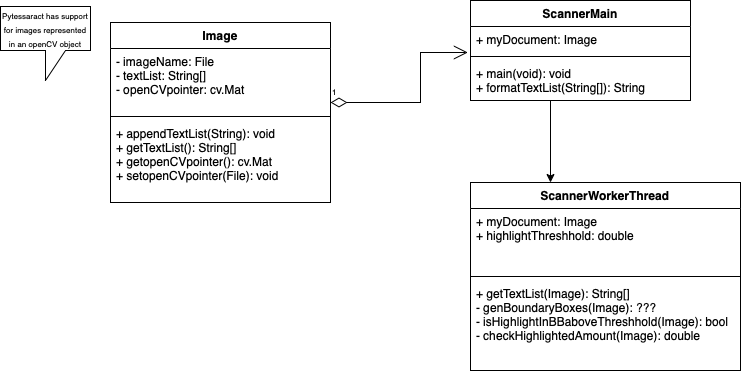 Pytessaract has support
for images represented
in an openCV object
Image
- imageName: File
- textList: String[]
- openCVpointer: cv.Mat
+ appendTextList(String): void
+ getTextList(): String[]
+ getopenCVpointer(): cv.Mat
+ setopenCVpointer(File): void
1
ScannerMain
+ myDocument: Image
+ main(void): void
+ formatTextList(String[]): String
ScannerWorkerThread
+ myDocument: Image
+ highlightThreshhold: double
+ getTextList(Image): String[]
- genBoundaryBoxes(Image): ???
- isHighlightInBBaboveThreshhold(Image): bool
- checkHighlightedAmount(Image): double